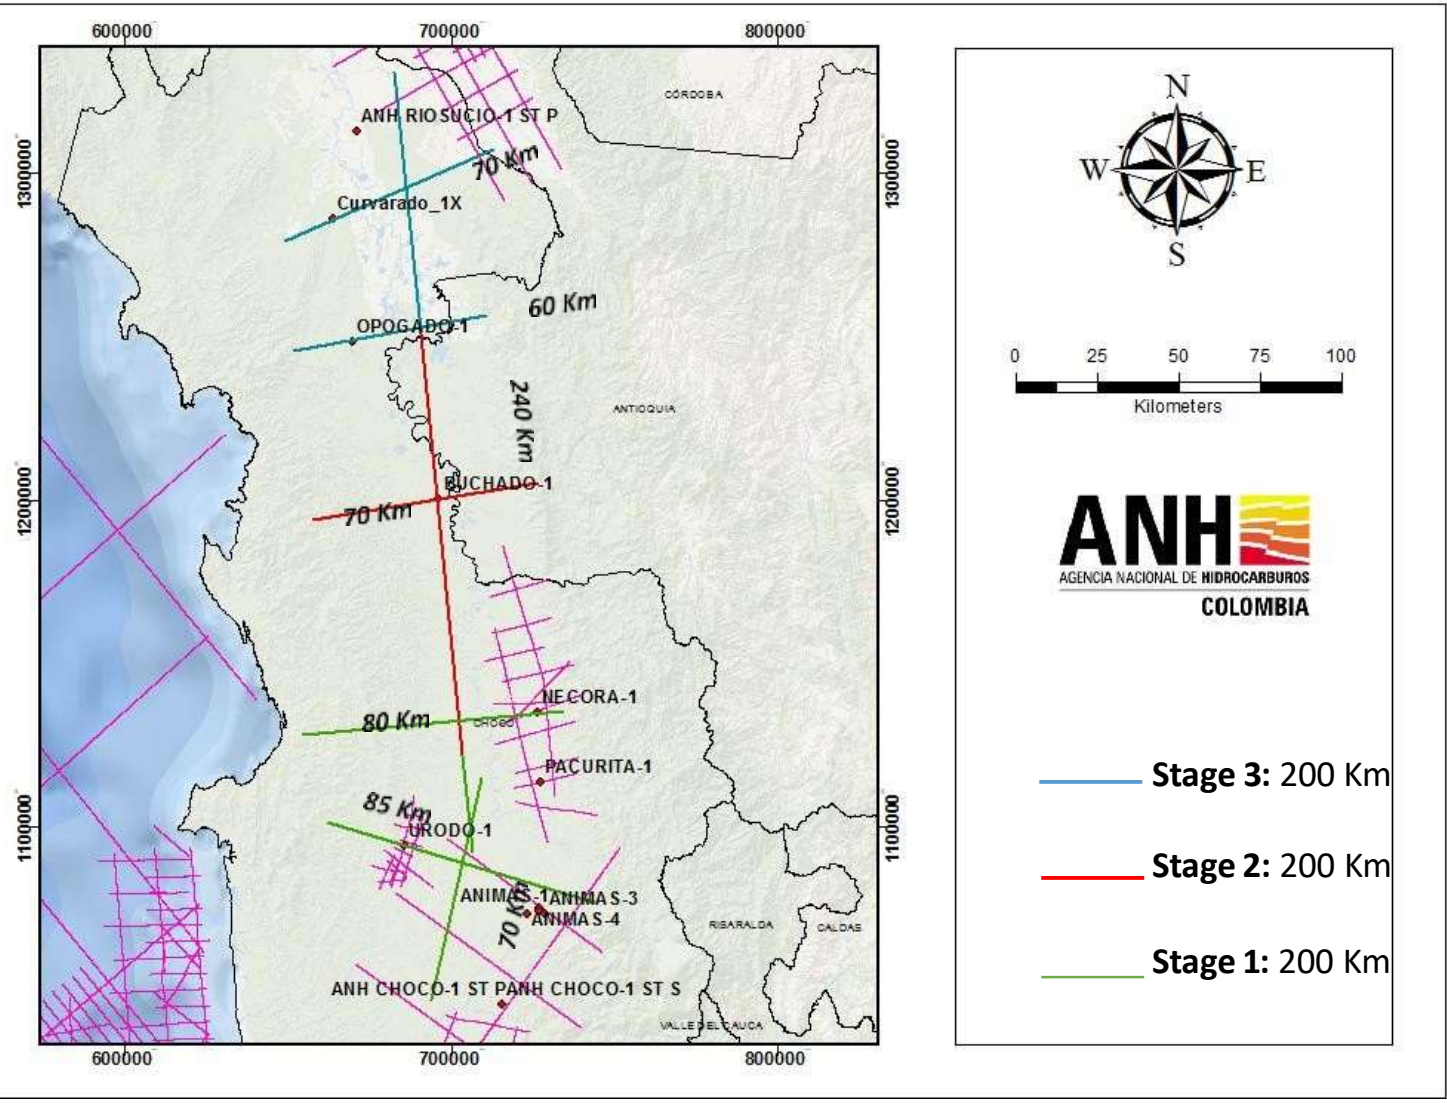 600000
700000
800000
CÓRDOBA
ANH RIO SUCIO-1 ST P
1300000
70 Km
1300000
Curvarado_1X
60 Km
OPOGADO-1
240 Km
ANTIOQUIA
1200000
BUCHADO-1
70 Km
1200000
NECORA-1
80 Km
CHOCO
PACURITA-1
85 Km
URODO-1
1100000
1100000
ANIMAS-1
ANIMAS-3
ANIMAS-4
70 Km
RISARALDA
CALDAS
ANH CHOCO-1 ST P
ANH CHOCO-1 ST S
VALLE DEL CAUCA
600000
700000
800000
N
W
E
S
0 25 50 75 100
Kilometers
ANH
AGENCIA NACIONAL DE HIDROCARBUROS
COLOMBIA
Stage 3: 200 Km
Stage 2: 200 Km
Stage 1: 200 Km